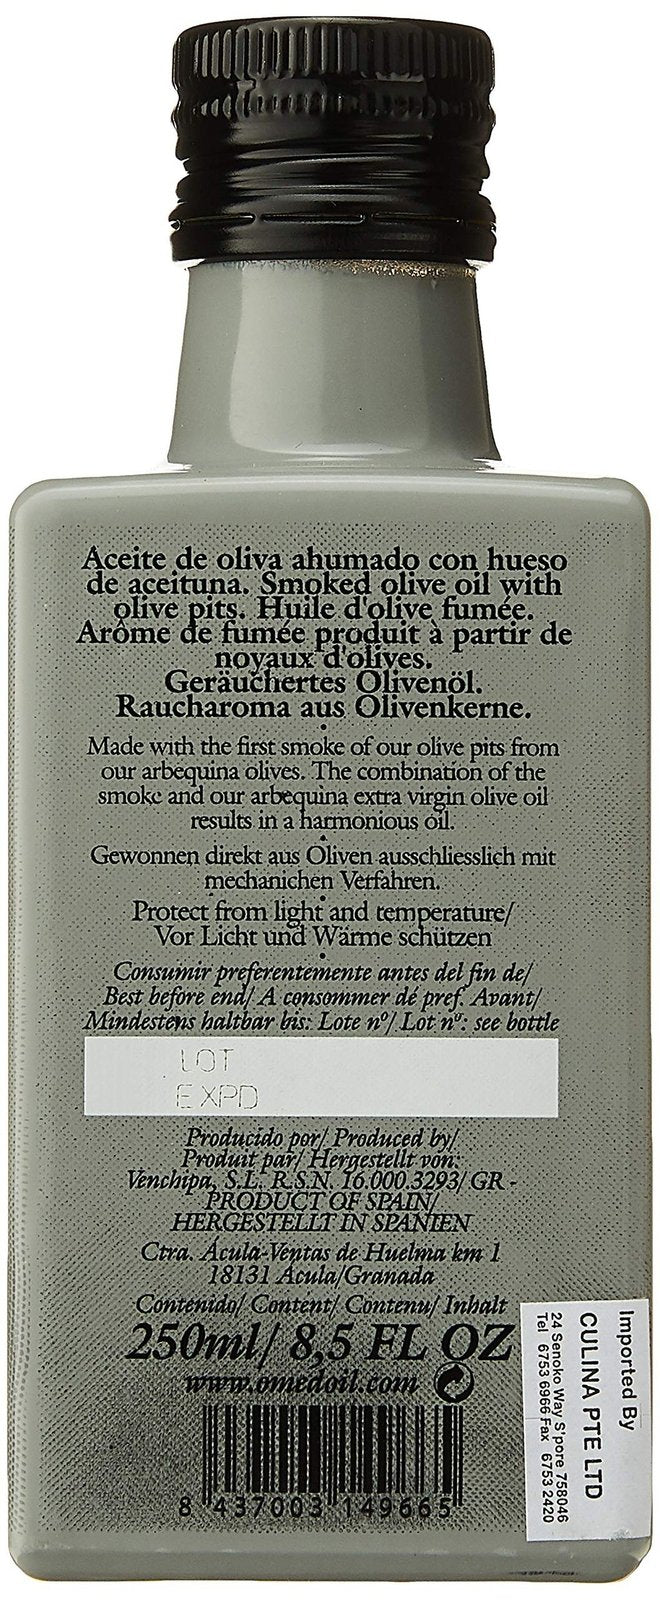 Aceite de oliva ahumado con hueso
de aceituna. Smoked olive oil with
olive pits. Huile d'olive fumée.
Arôme de fumée produit à partir de
noyaux d'olives.
Geräuchertes Olivenöl.
Raucharoma aus Olivenkerne.
Made with the first smoke of our olive pits from
our arbequina olives. The combination of the
smoke and our arbequina extra virgin olive oil
results in a harmonious oil.
Gewonnen direkt aus Oliven ausschliesslich mit
mechanichen Verfahren.
Protect from light and temperature/
Vor Licht und Wärme schützen
Consumir preferentemente antes del fin de/
Best before end/ A consommer dé pref. Avant/
Mindestens haltbar bis: Lote nº/ Lot nº: see bottle
LOT
EXPD
Producido por/ Produced by/
Produit par/ Hergestellt von:
Venchipa, S.L. R.S.N. 16.000.3293/ GR -
PRODUCT OF SPAIN/
HERGESTELLT IN SPANIEN
Ctra. Ácula-Ventas de Huelma km 1
18131 Ácula/Granada
Contenido/ Content/ Contenu/ Inhalt
250ml/ 8,5 FL OZ
www.omedoil.com
8 437003 149665
Imported By
CULINA PTE LTD
24 Senoko Way S'pore 758046
Tel 6753 6966 Fax 6753 2420